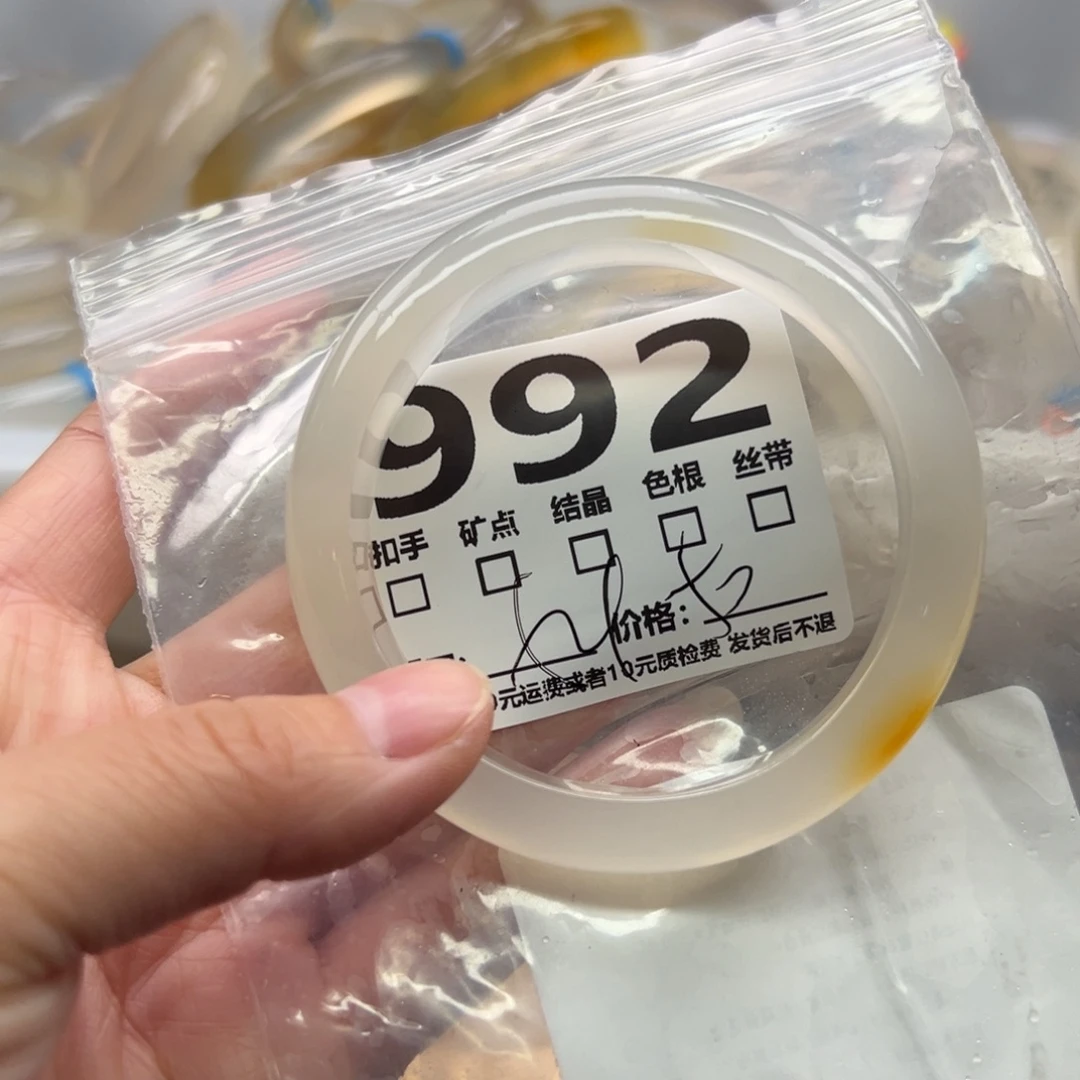 992
扣手 矿点 结晶 色根 丝带
价格:
0元运费或者10元质检费 发货后不退